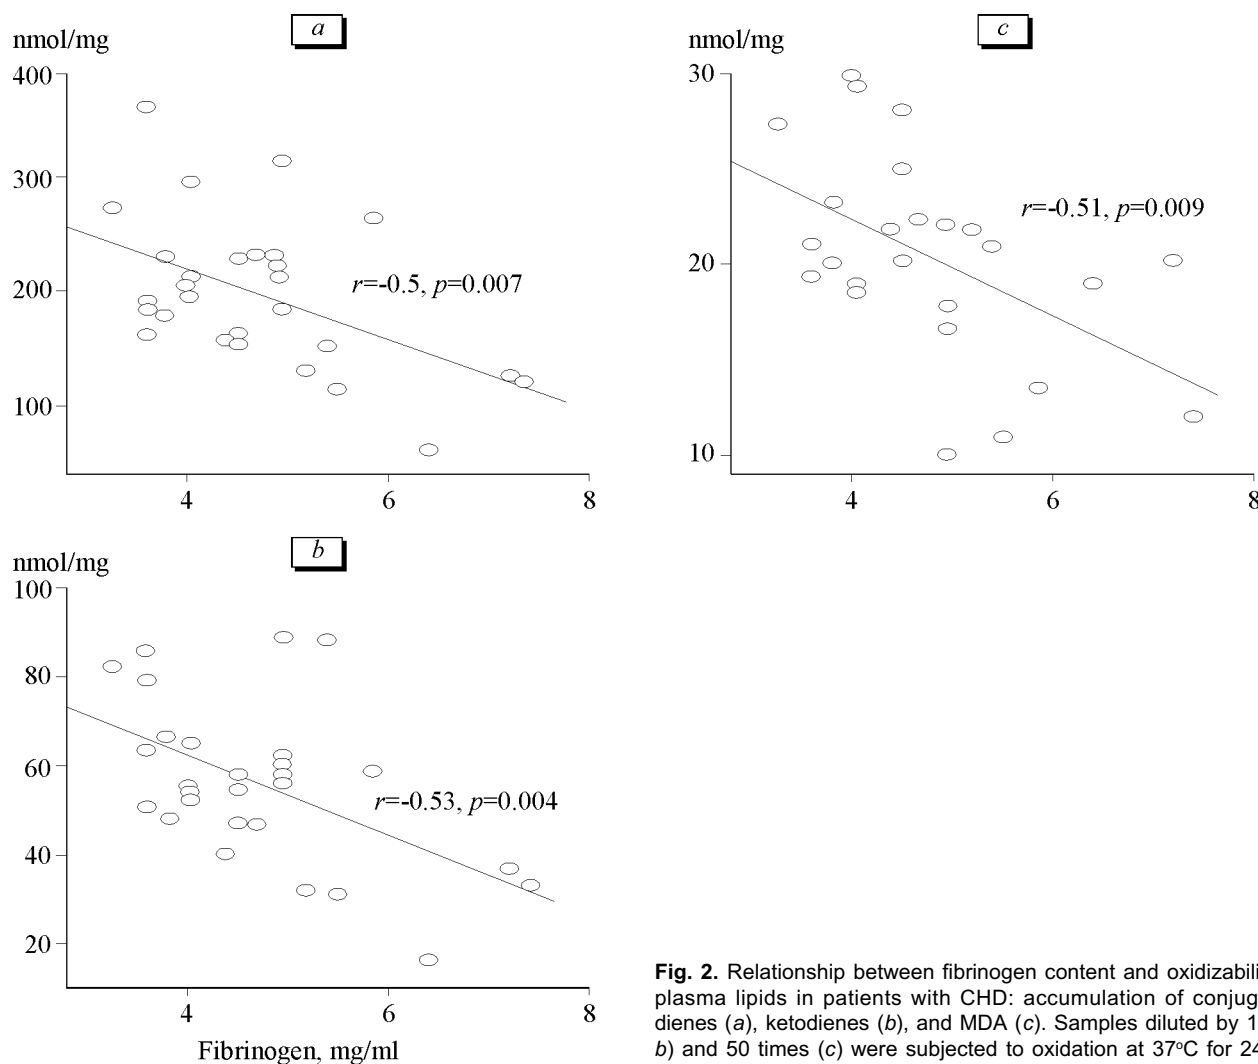 a
nmol/mg
400
300
200
100
r=-0.5, p=0.007
4 6 8
c
nmol/mg
30
20
10
r=-0.51, p=0.009
4 6 8
b
nmol/mg
100
80
60
40
20
r=-0.53, p=0.004
4 6 8
Fibrinogen, mg/ml
Fig. 2. Relationship between fibrinogen content and oxidizabili
plasma lipids in patients with CHD: accumulation of conjug
dienes (a), ketodienes (b), and MDA (c). Samples diluted by 1
b) and 50 times (c) were subjected to oxidation at 37°C for 24